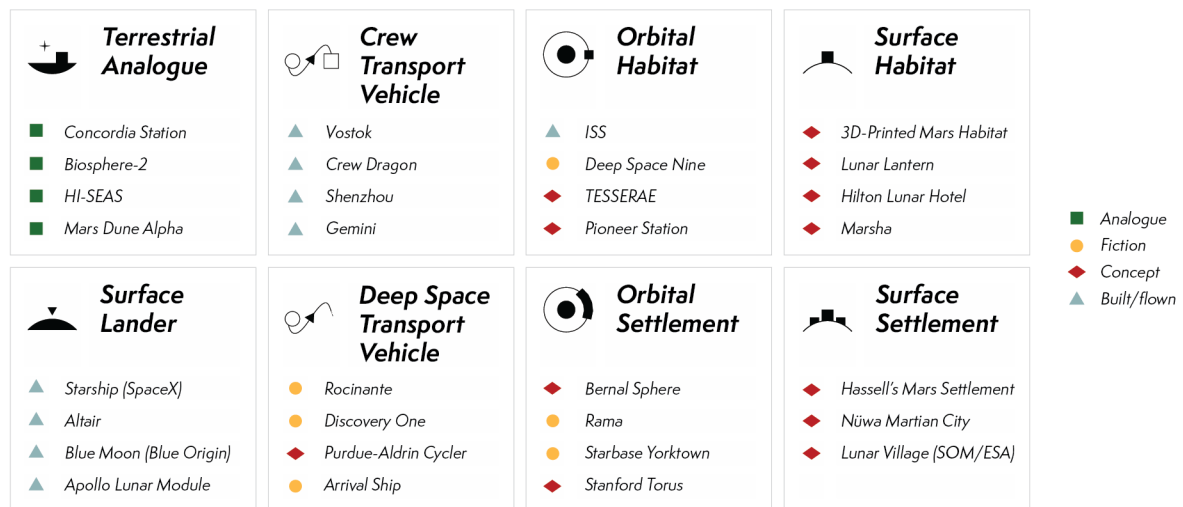 Terrestrial
Analogue
Concordia Station
Biosphere-2
HI-SEAS
Mars Dune Alpha
Crew
Transport
Vehicle
Vostok
Crew Dragon
Shenzhou
Gemini
Orbital
Habitat
ISS
Deep Space Nine
TESSERAE
Pioneer Station
Surface
Habitat
3D-Printed Mars Habitat
Lunar Lantern
Hilton Lunar Hotel
Marsha
Surface
Lander
Starship (SpaceX)
Altair
Blue Moon (Blue Origin)
Apollo Lunar Module
Deep Space
Transport
Vehicle
Rocinante
Discovery One
Purdue-Aldrin Cycler
Arrival Ship
Orbital
Settlement
Bernal Sphere
Rama
Starbase Yorktown
Stanford Torus
Surface
Settlement
Hassell's Mars Settlement
Nüwa Martian City
Lunar Village (SOM/ESA)
Analogue
Fiction
Concept
Built/flown